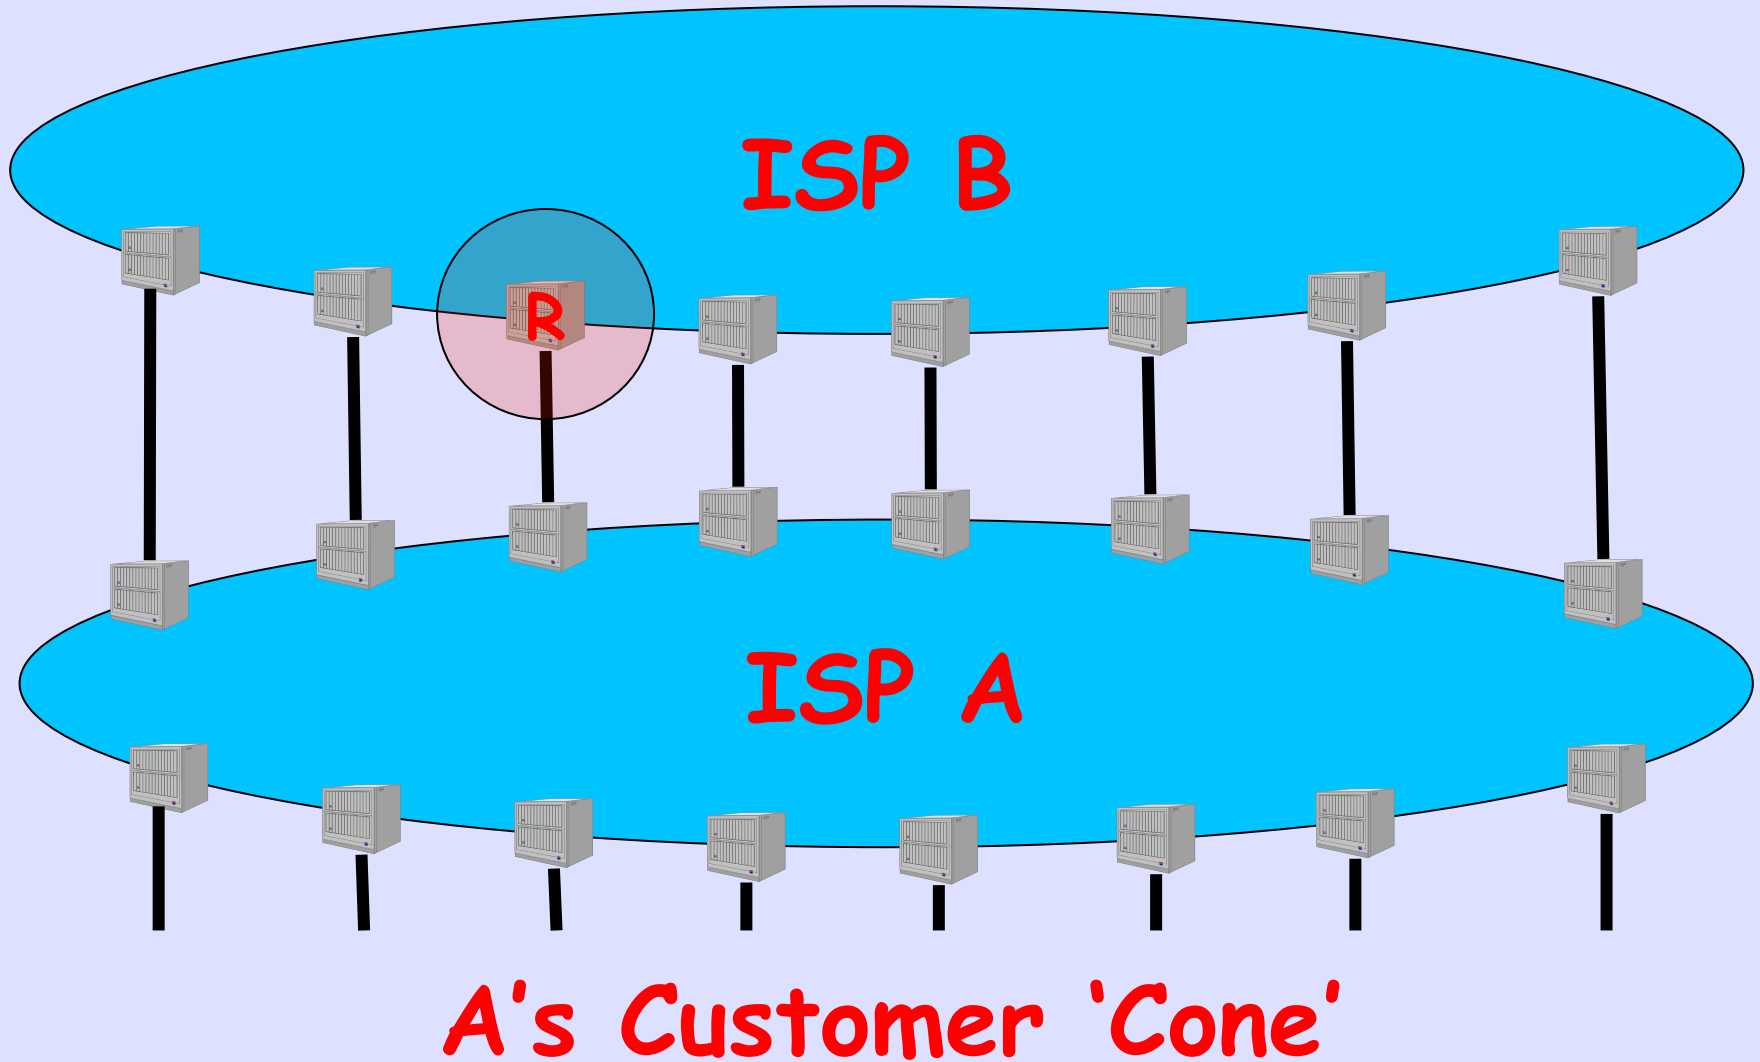 ISP B
R
ISP A
A's Customer ‘Cone’